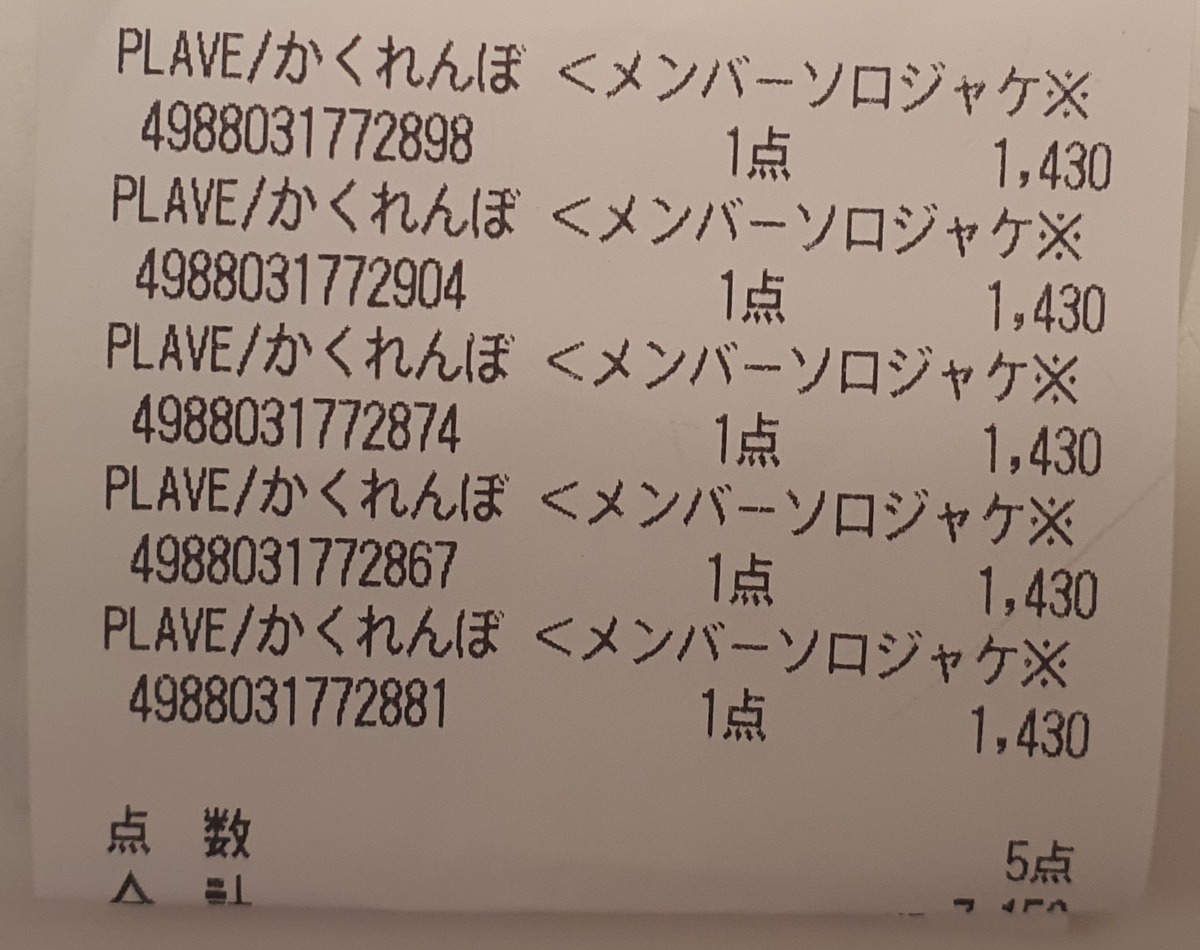 PLAVE/かくれんぼ <メンバーソロジャケ※
4988031772898 1点 1,430
PLAVE/かくれんぼ <メンバーソロジャケ※
4988031772904 1点 1,430
PLAVE/かくれんぼ <メンバーソロジャケ※
4988031772874 1点 1,430
PLAVE/かくれんぼ <メンバーソロジャケ※
4988031772867 1点 1,430
PLAVE/かくれんぼ <メンバーソロジャケ※
4988031772881 1点 1,430
点 数 5点